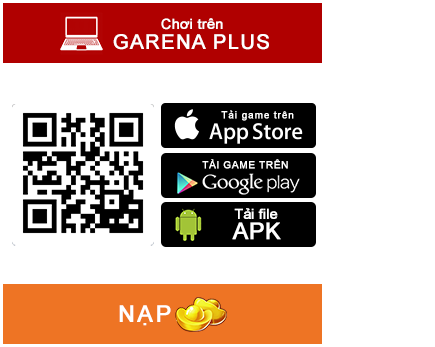 Chơi trên
GARENA PLUS
Tải game trên
App Store
TẢI GAME TRÊN
Google play
Tải file
APK
NẠP